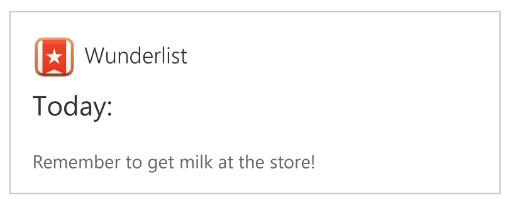 Wunderlist
Today:
Remember to get milk at the store!